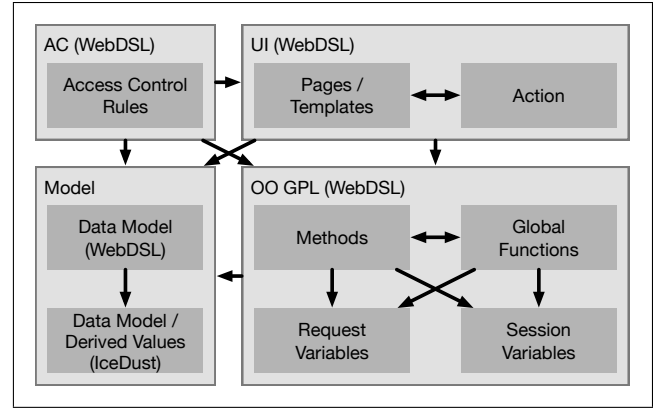 AC (WebDSL)
Access Control
Rules
UI (WebDSL)
Pages /
Templates
Action
Model
Data Model
(WebDSL)
Data Model /
Derived Values
(IceDust)
OO GPL (WebDSL)
Methods
Global
Functions
Request
Variables
Session
Variables